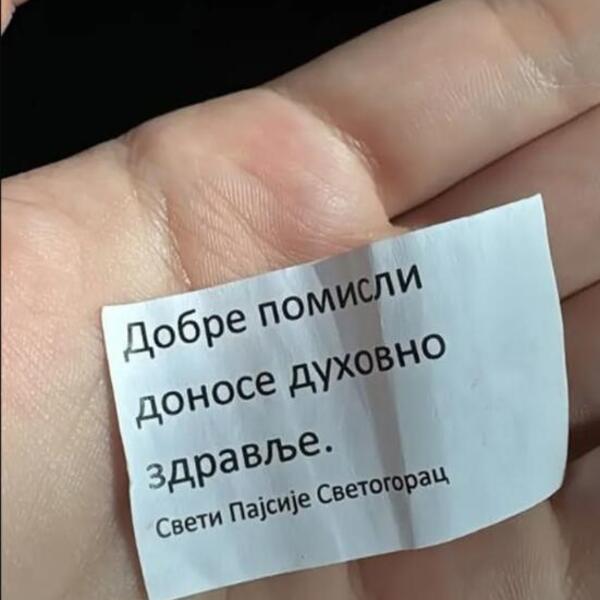 Добре помисли
доносе духовно
здравље.
Свети Пајсије Светогорац